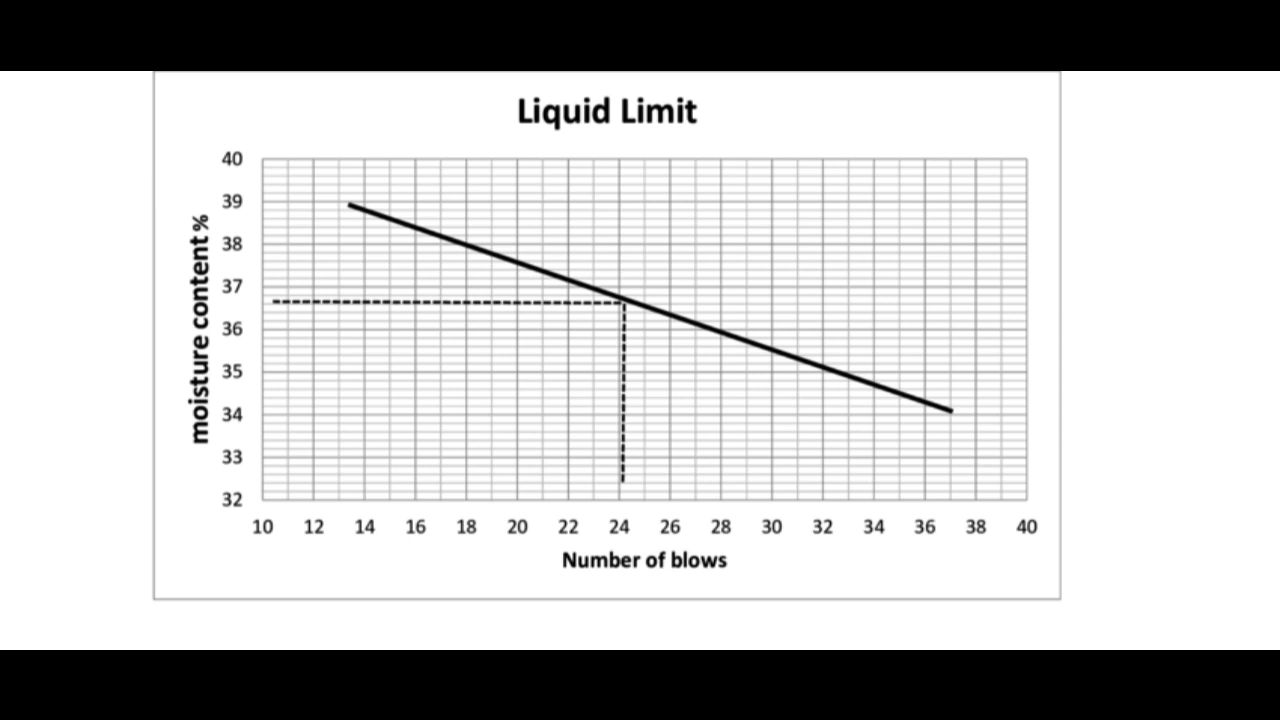 Liquid Limit
40
39
38
37
36
35
34
33
32
moisture content %
10 12 14 16 18 20 22 24 26 28 30 32 34 36 38 40
Number of blows